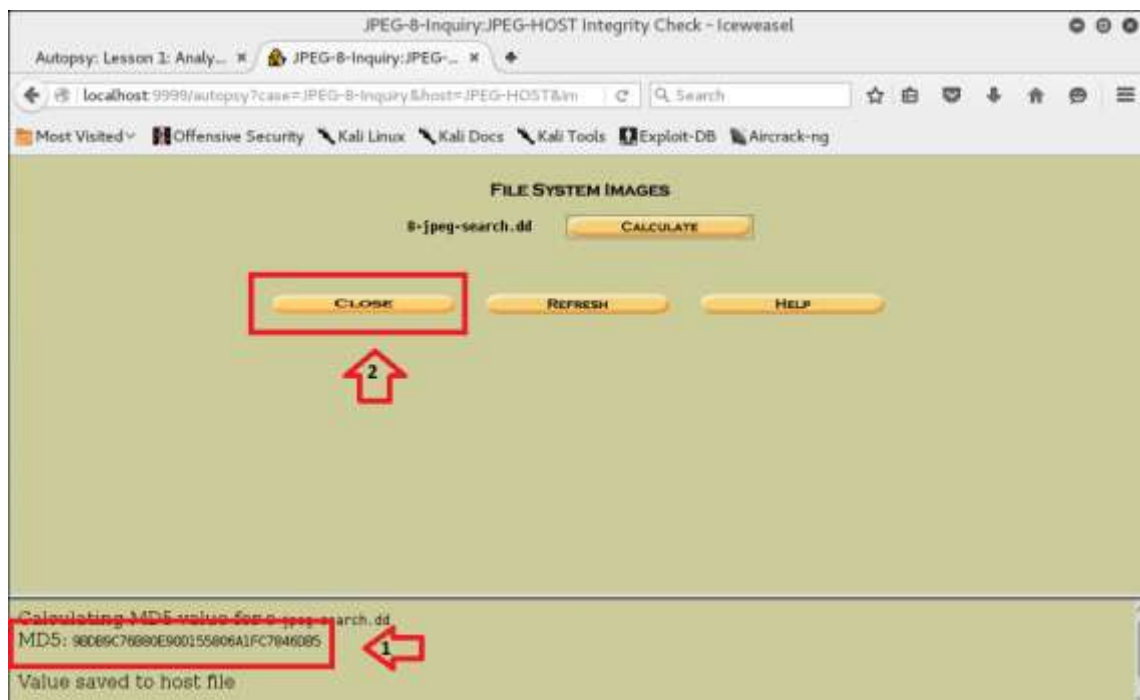 JPEG-8-Inquiry:JPEG-HOST Integrity Check - Iceweasel
Autopsy: Lesson 1: Analy... JPEG-8-Inquiry:JPEG-...
localhost:9999/autopsy?case=JPEG-8-Inquiry&host=JPEG-HOST&im Search
Most Visited Offensive Security Kali Linux Kali Docs Kali Tools Exploit-DB Aircrack-ng
FILE SYSTEM IMAGES
8-jpeg-search.dd CALCULATE
CLOSE REFRESH HELP
2
Calculating MD5 value for 8-jpeg-search.dd
MD5:
1
Value saved to host file